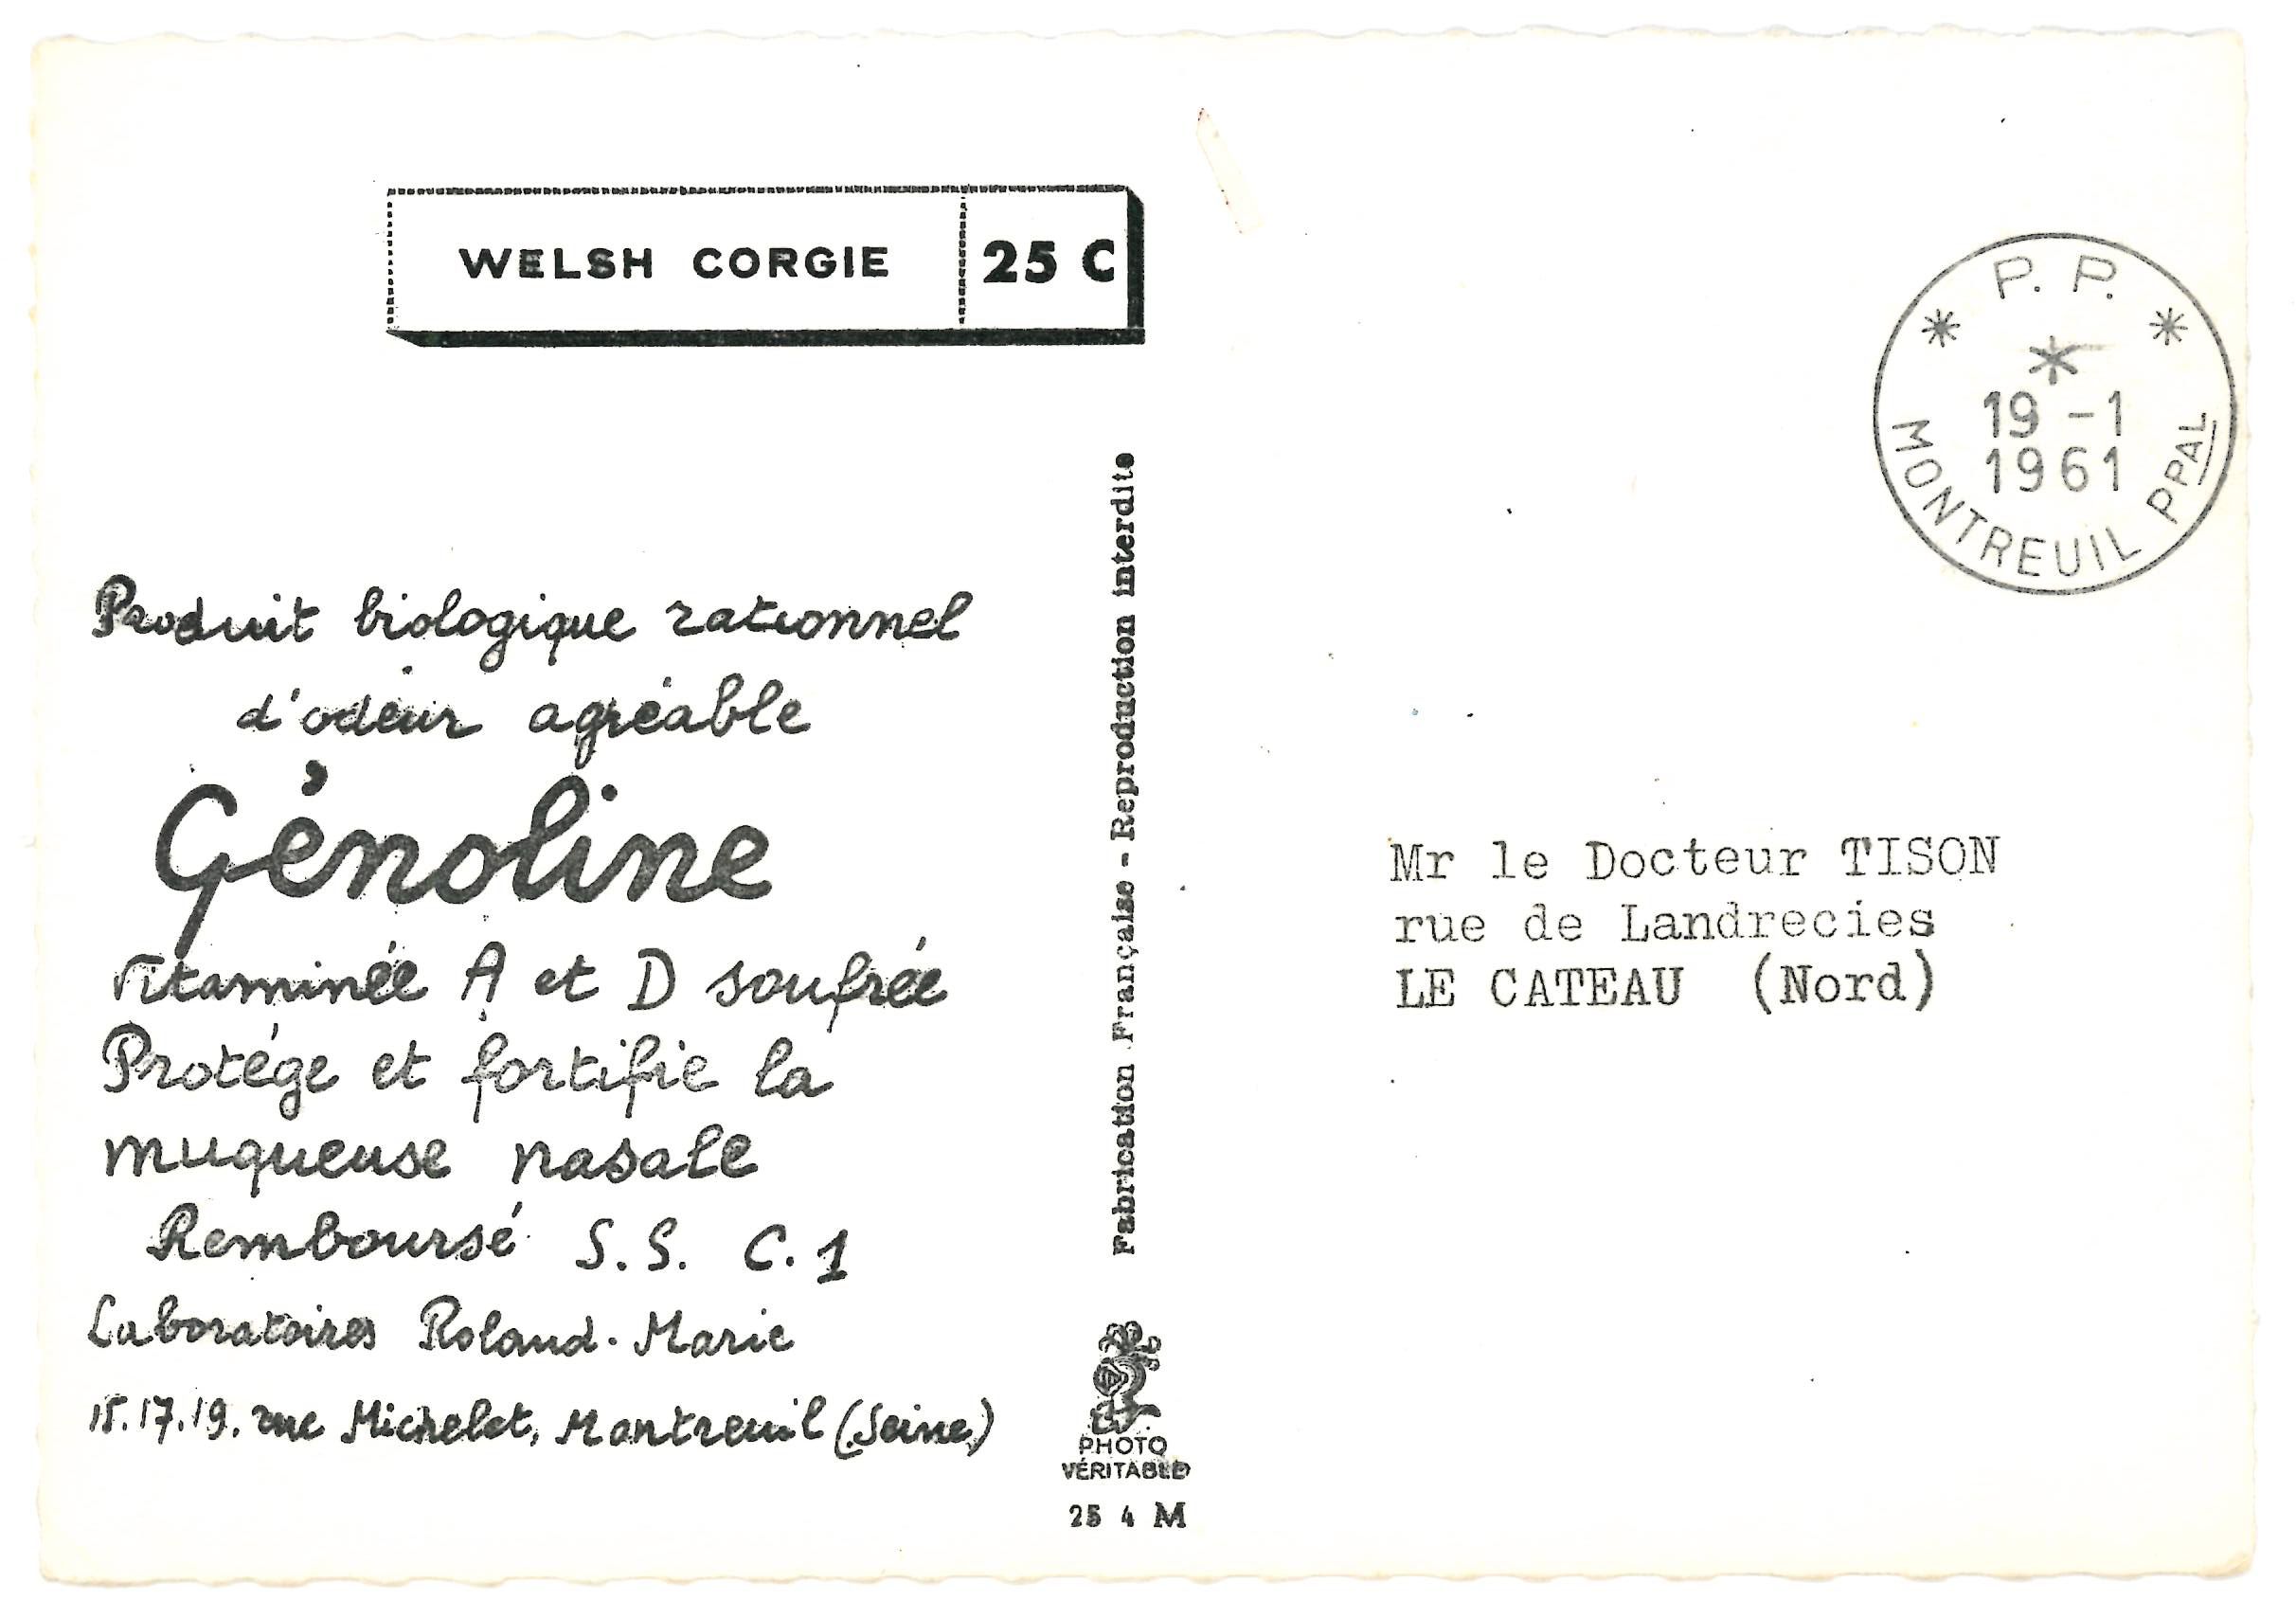 WELSH CORGIE 25 C
Produit biologique rationnel
d'odeur agréable
Génoline
vitaminée A et D soufrée
Protège et fortifie la
muqueuse nasale
Remboursé S.S. C.1
Laboratoires Roland-Marie
15.17.19. rue Michelet, Montreuil (Seine)
Fabrication Française - Reproduction interdite
PHOTO
VÉRITABLE
25 4 M
P. P.
19 -1
1961
MONTREUIL PPAL
Mr le Docteur TISON
rue de Landrecies
LE CATEAU (Nord)